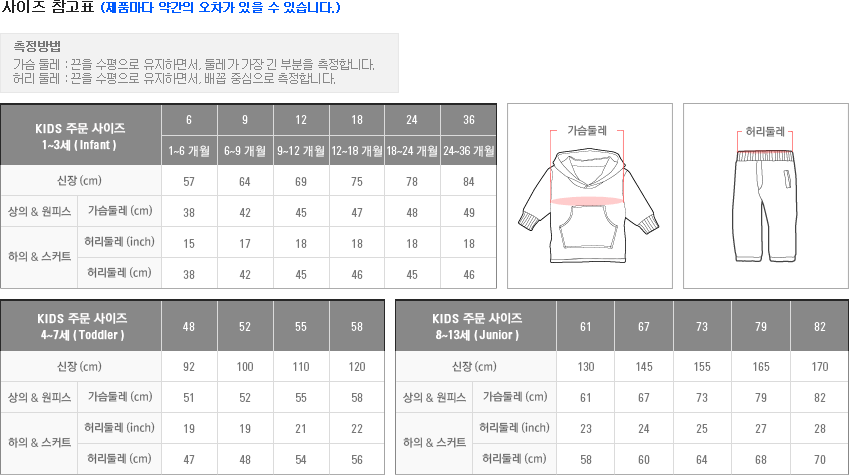 사이즈 참고표 (제품마다 약간의 오차가 있을 수 있습니다.)
측정방법
가슴 둘레 : 끈을 수평으로 유지하면서, 둘레가 가장 긴 부분을 측정합니다.
허리 둘레 : 끈을 수평으로 유지하면서, 배꼽 중심으로 측정합니다.
KIDS 주문 사이즈
1~3세 ( Infant )
6 9 12 18 24 36
1~6 개월 6~9 개월 9~12 개월 12~18 개월 18~24 개월 24~36 개월
신장 (cm) 57 64 69 75 78 84
상의 & 원피스 가슴둘레 (cm) 38 42 45 47 48 49
하의 & 스커트
허리둘레 (inch) 15 17 18 18 18 18
허리둘레 (cm) 38 42 45 46 45 46
가슴둘레
허리둘레
KIDS 주문 사이즈
4~7세 ( Toddler )
48 52 55 58
신장 (cm) 92 100 110 120
상의 & 원피스 가슴둘레 (cm) 51 52 55 58
하의 & 스커트
허리둘레 (inch) 19 19 21 22
허리둘레 (cm) 47 48 54 56
KIDS 주문 사이즈
8~13세 ( Junior )
61 67 73 79 82
신장 (cm) 130 145 155 165 170
상의 & 원피스 가슴둘레 (cm) 61 67 73 79 82
하의 & 스커트
허리둘레 (inch) 23 24 25 27 28
허리둘레 (cm) 58 60 64 68 70